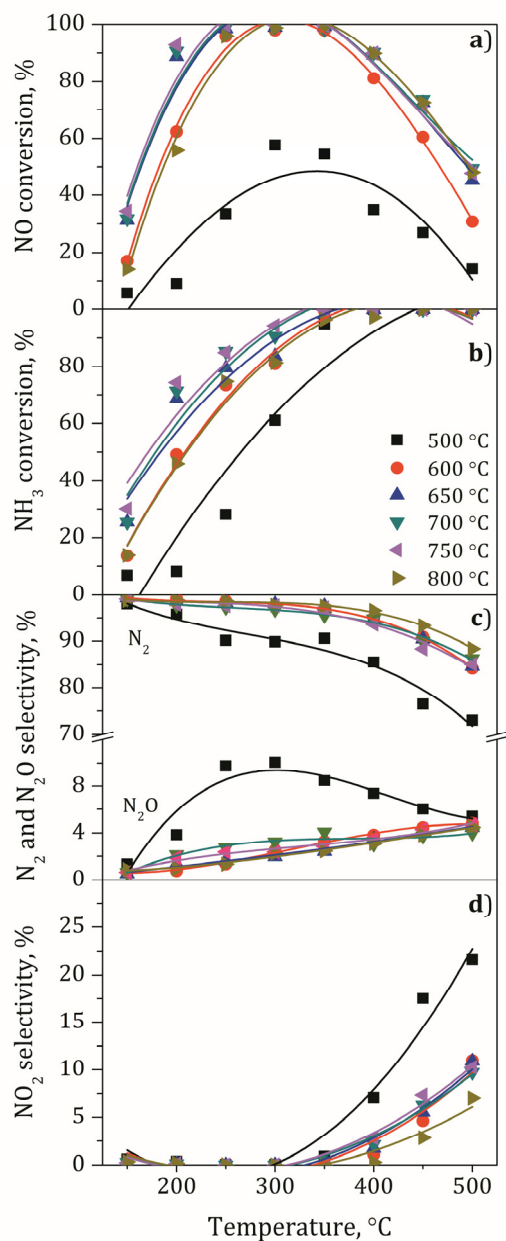 a)
NO conversion, %
100
80
60
40
20
0
b)
NH₃ conversion, %
80
60
40
20
0
500 °C
600 °C
650 °C
700 °C
750 °C
800 °C
c)
N₂ and N₂O selectivity, %
90
80
70
8
4
0
N₂
N₂O
d)
NO₂ selectivity, %
25
20
15
10
5
0
200 300 400 500
Temperature, °C